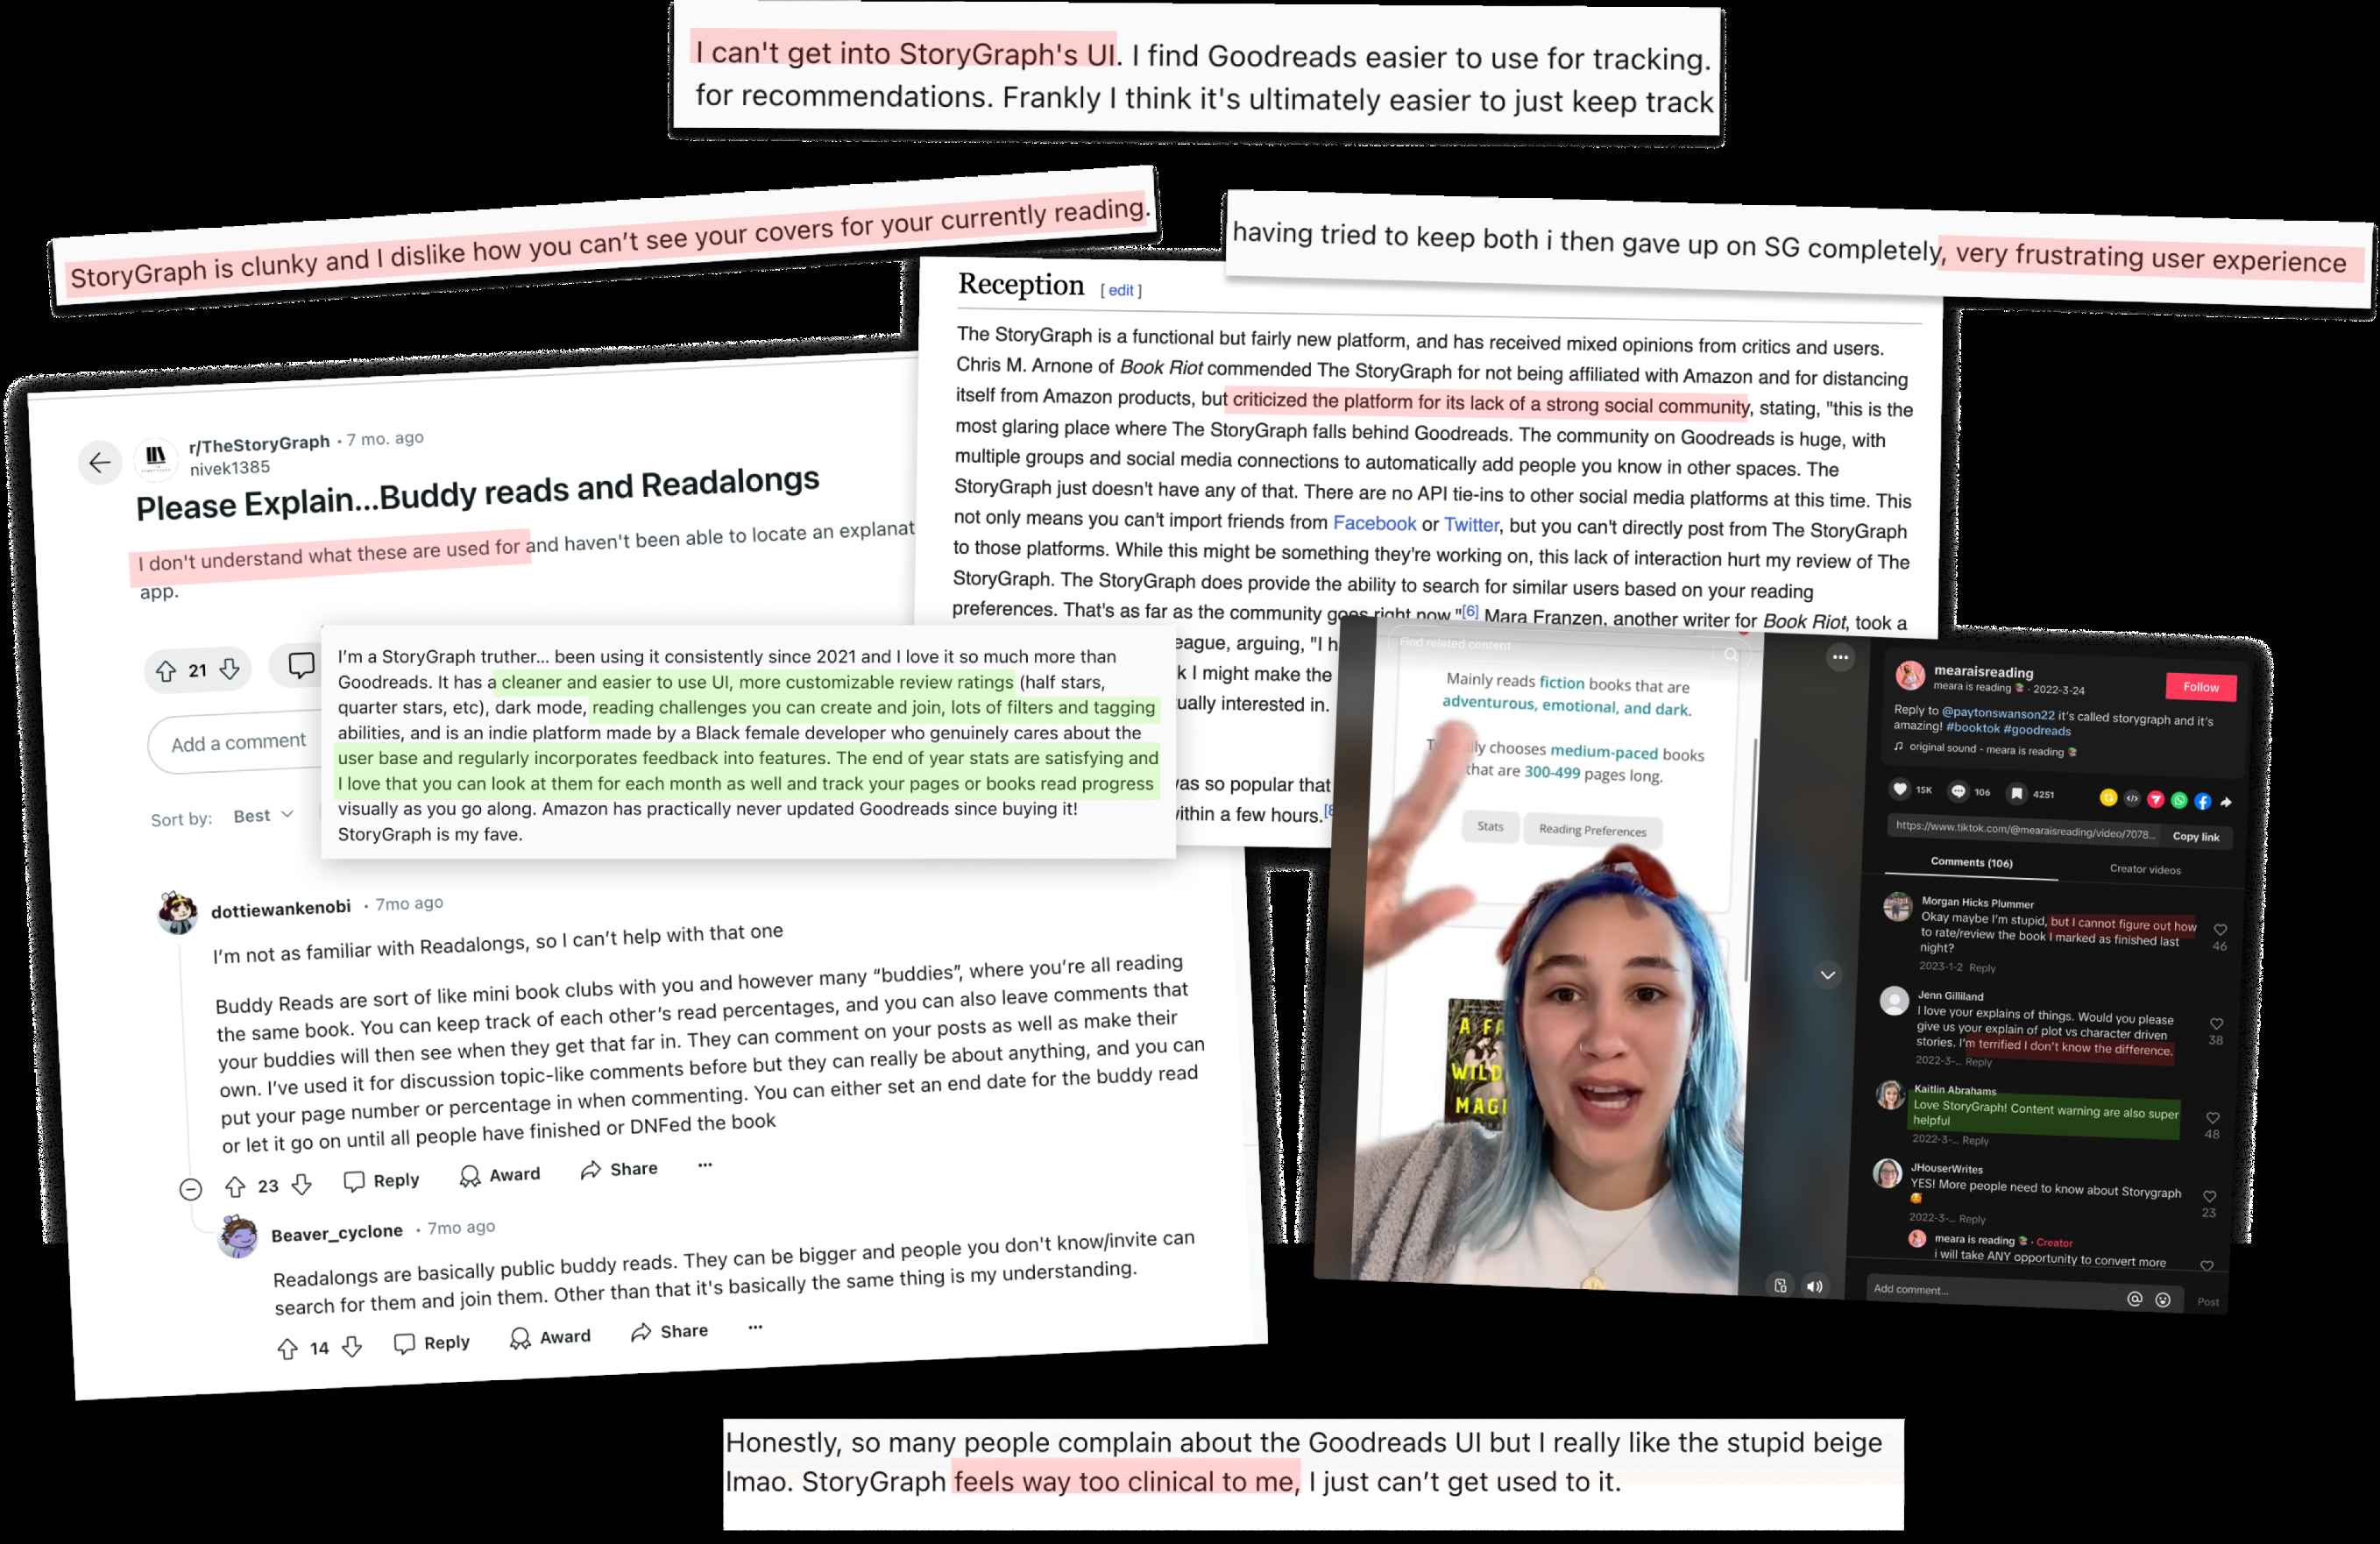 I can't get into StoryGraph's UI. I find Goodreads easier to use for tracking.
for recommendations. Frankly I think it's ultimately easier to just keep track
StoryGraph is clunky and I dislike how you can't see your covers for your currently reading.
having tried to keep both i then gave up on SG completely, very frustrating user experience
Reception [ edit ]
The StoryGraph is a functional but fairly new platform, and has received mixed opinions from critics and users.
Chris M. Arnone of Book Riot commended The StoryGraph for not being affiliated with Amazon and for distancing
itself from Amazon products, but criticized the platform for its lack of a strong social community, stating, "this is the
most glaring place where The StoryGraph falls behind Goodreads. The community on Goodreads is huge, with
multiple groups and social media connections to automatically add people you know in other spaces. The
StoryGraph just doesn't have any of that. There are no API tie-ins to other social media platforms at this time. This
not only means you can't import friends from Facebook or Twitter, but you can't directly post from The StoryGraph
to those platforms. While this might be something they're working on, this lack of interaction hurt my review of The
StoryGraph. The StoryGraph does provide the ability to search for similar users based on your reading
preferences. That's as far as the community goes right now."[6] Mara Franzen, another writer for Book Riot, took a
eague, arguing, "I h
k I might make the
ually interested in.
as so popular that
ithin a few hours.
r/TheStoryGraph • 7 mo. ago
nivek1385
Please Explain...Buddy reads and Readalongs
I don't understand what these are used for and haven't been able to locate an explanat
app.
21
Add a comment
Sort by: Best
I'm a StoryGraph truther... been using it consistently since 2021 and I love it so much more than
Goodreads. It has a cleaner and easier to use UI, more customizable review ratings (half stars,
quarter stars, etc), dark mode, reading challenges you can create and join, lots of filters and tagging
abilities, and is an indie platform made by a Black female developer who genuinely cares about the
user base and regularly incorporates feedback into features. The end of year stats are satisfying and
I love that you can look at them for each month as well and track your pages or books read progress
visually as you go along. Amazon has practically never updated Goodreads since buying it!
StoryGraph is my fave.
dottiewankenobi • 7mo ago
I'm not as familiar with Readalongs, so I can't help with that one
Buddy Reads are sort of like mini book clubs with you and however many “buddies”, where you're all reading
the same book. You can keep track of each other's read percentages, and you can also leave comments that
your buddies will then see when they get that far in. They can comment on your posts as well as make their
own. I've used it for discussion topic-like comments before but they can really be about anything, and you can
put your page number or percentage in when commenting. You can either set an end date for the buddy read
or let it go on until all people have finished or DNFed the book
23 Reply Award Share ...
Beaver_cyclone • 7mo ago
Readalongs are basically public buddy reads. They can be bigger and people you don't know/invite can
search for them and join them. Other than that it's basically the same thing is my understanding.
14 Reply Award Share ...
Find related content
Mainly reads fiction books that are
adventurous, emotional, and dark.
lly chooses medium-paced books
that are 300-499 pages long.
Stats Reading Preferences
A FA
WILD
MAGI
mearaisreading
meara is reading · 2022-3-24
Follow
Reply to @paytonswanson22 it's called storygraph and it's
amazing! #booktok #goodreads
original sound - meara is reading
15K 106 4251
https://www.tiktok.com/@mearaisreading/video/7078... Copy link
Comments (106) Creator videos
Morgan Hicks Plummer
Okay maybe I'm stupid, but I cannot figure out how
to rate/review the book I marked as finished last
night?
46
2023-1-2 Reply
Jenn Gilliland
I love your explains of things. Would you please
give us your explain of plot vs character driven
stories. I'm terrified I don't know the difference.
38
2022-3-... Reply
Kaitlin Abrahams
Love StoryGraph! Content warning are also super
helpful
48
2022-3-... Reply
JHouserWrites
YES! More people need to know about Storygraph
23
2022-3-... Reply
meara is reading · Creator
i will take ANY opportunity to convert more
Add comment... @ Post
Honestly, so many people complain about the Goodreads UI but I really like the stupid beige
lmao. StoryGraph feels way too clinical to me, I just can't get used to it.